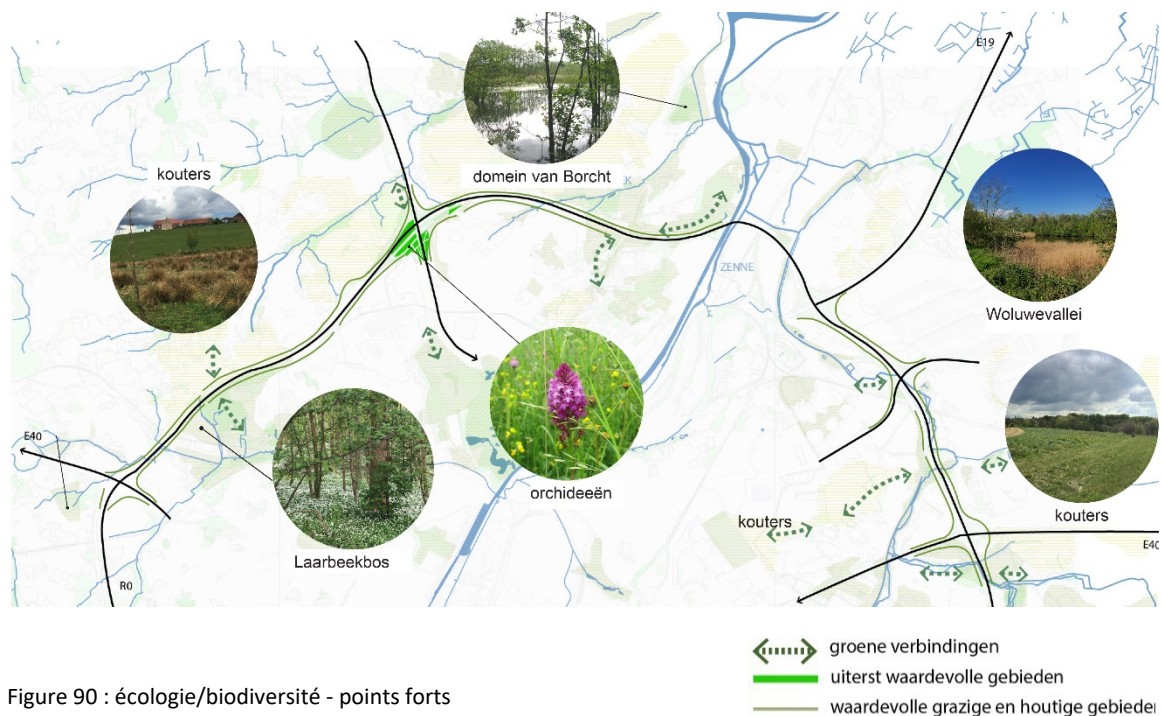 E19
kouters
domein van Borcht
K
ZENNE
Woluwevallei
E40
orchideeën
kouters
kouters
Laarbeekbos
E40
R0
groene verbindingen
uiterst waardevolle gebieden
Figure 90 : écologie/biodiversité - points forts
waardevolle grazige en houtige gebieden